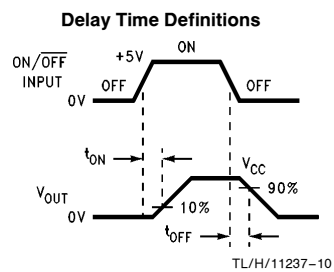 Delay Time Definitions
+5V
ON
ON/OFF
INPUT
OFF
OFF
0V
tON
VCC
VOUT
90%
10%
0V
tOFF
TL/H/11237–10